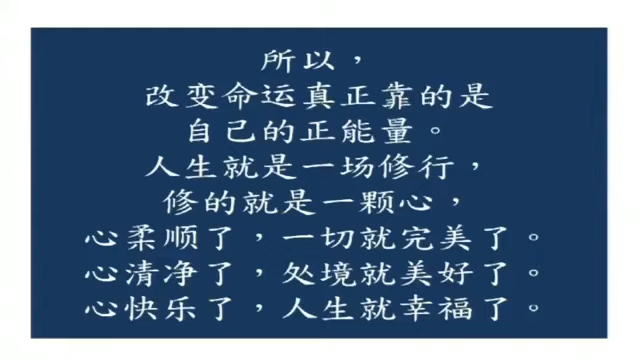 所以，
改变命运真正靠的是
自己的正能量。
人生就是一场修行，
修的就是一颗心，
心柔顺了，一切就完美了。
心清净了，处境就美好了。
心快乐了，人生就幸福了。